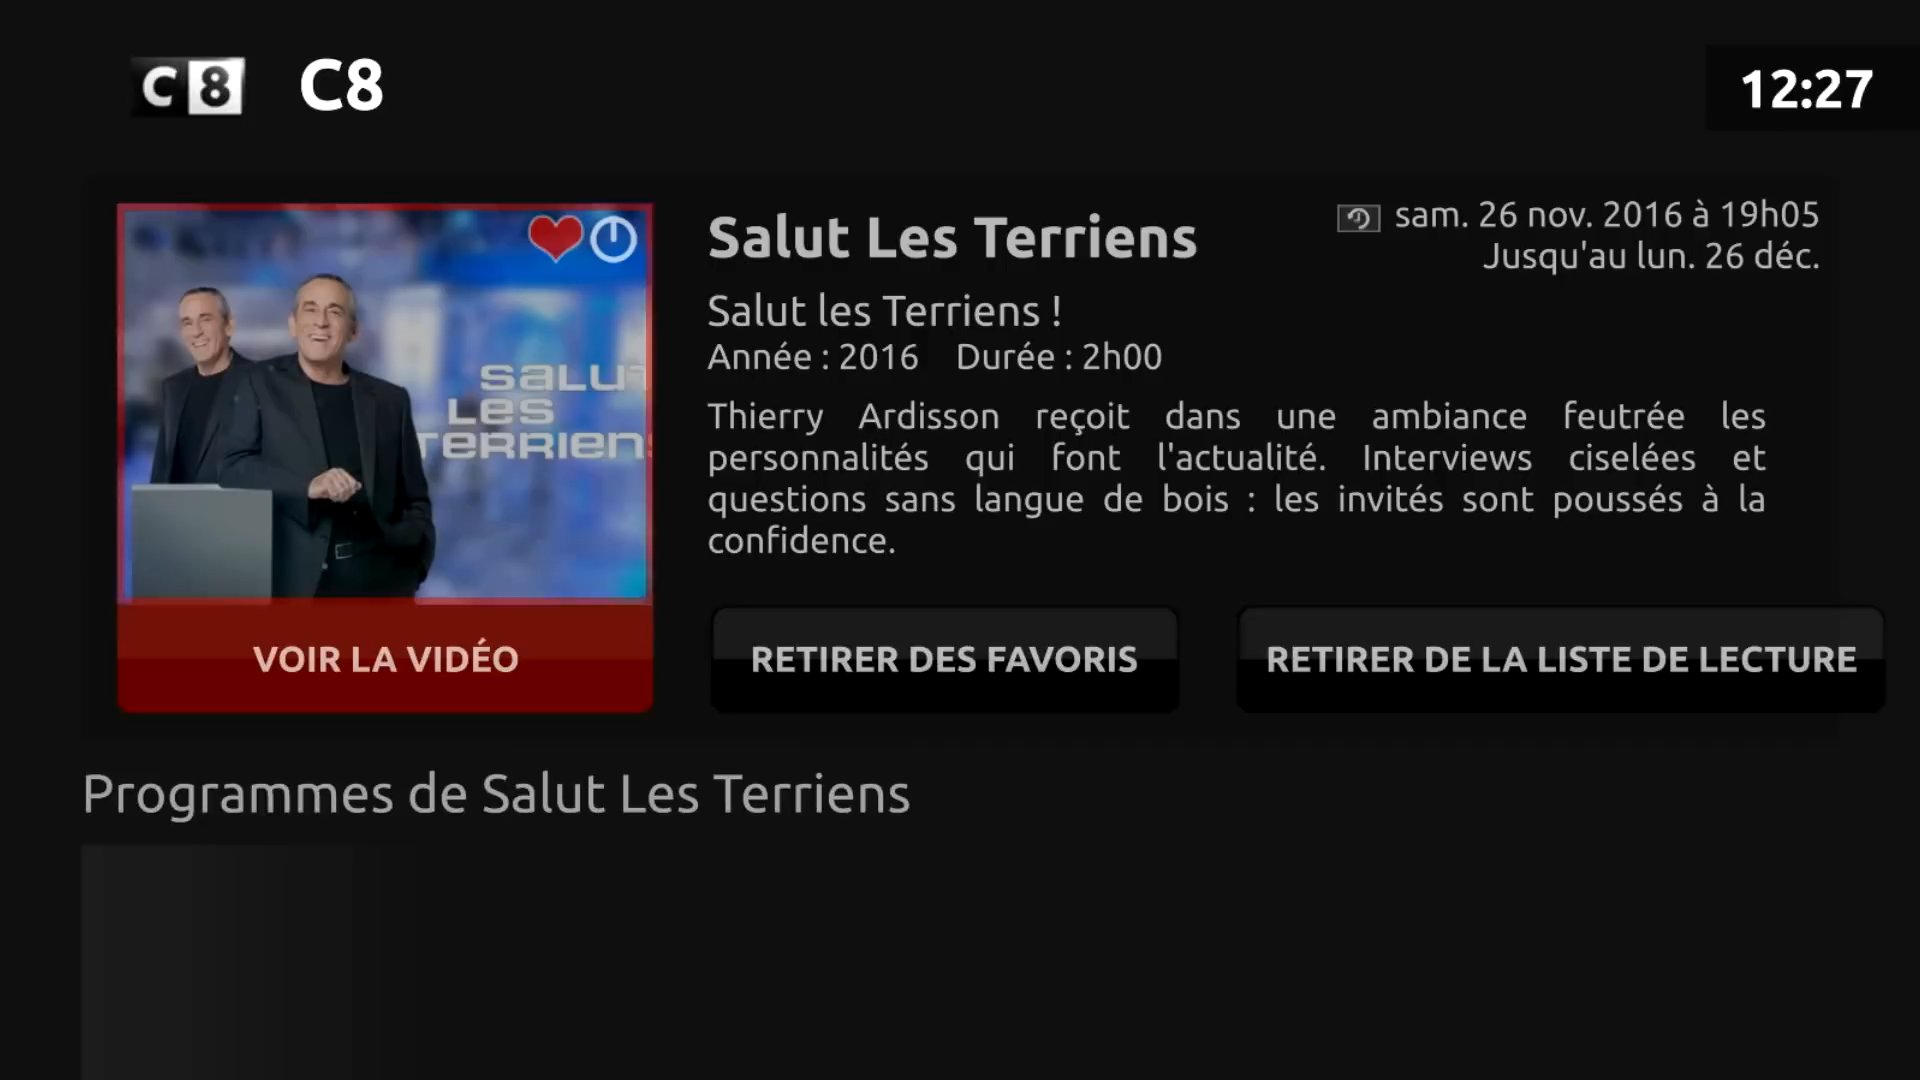 C8 C8
12:27
SALUT
LES
TERRIENS
Salut Les Terriens
sam. 26 nov. 2016 à 19h05
Jusqu'au lun. 26 déc.
Salut les Terriens !
Année : 2016 Durée : 2h00
Thierry Ardisson reçoit dans une ambiance feutrée les
personnalités qui font l'actualité. Interviews ciselées et
questions sans langue de bois : les invités sont poussés à la
confidence.
VOIR LA VIDÉO
RETIRER DES FAVORIS
RETIRER DE LA LISTE DE LECTURE
Programmes de Salut Les Terriens